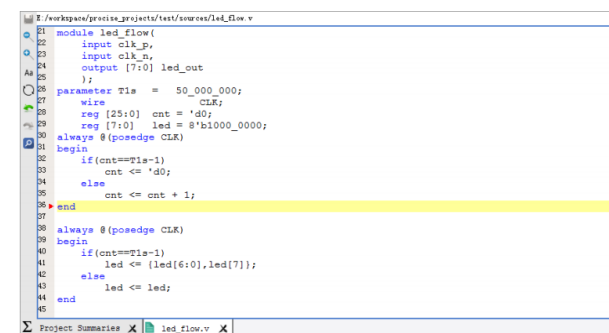 E:/workspace/procise_projects/test/sources/led_flow.v
21 module led_flow(
22 input clk_p,
23 input clk_n,
24 output [7:0] led_out
25 );
26 parameter T1s = 50_000_000;
27 wire CLK;
28 reg [25:0] cnt = 'd0;
29 reg [7:0] led = 8'b1000_0000;
30 always @(posedge CLK)
31 begin
32 if(cnt==T1s-1)
33 cnt <= 'd0;
34 else
35 cnt <= cnt + 1;
36 end
37
38 always @(posedge CLK)
39 begin
40 if(cnt==T1s-1)
41 led <= {led[6:0],led[7]};
42 else
43 led <= led;
44 end
45
Aa
Σ Project Summaries X led_flow.v X